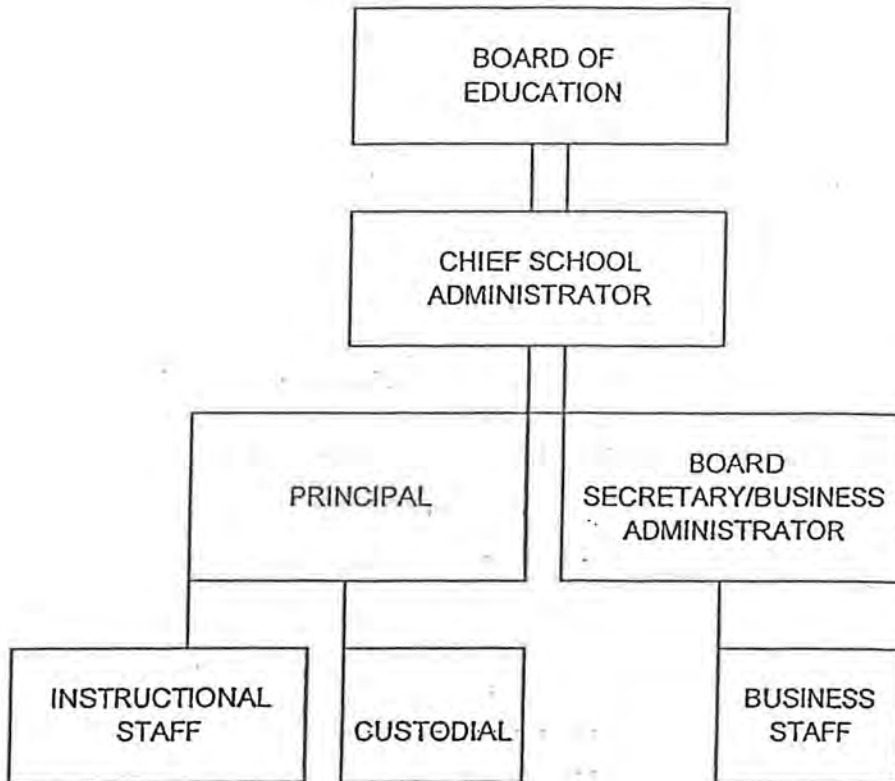 BOARD OF
EDUCATION
CHIEF SCHOOL
ADMINISTRATOR
PRINCIPAL
BOARD
SECRETARY/BUSINESS
ADMINISTRATOR
INSTRUCTIONAL
STAFF
CUSTODIAL
BUSINESS
STAFF